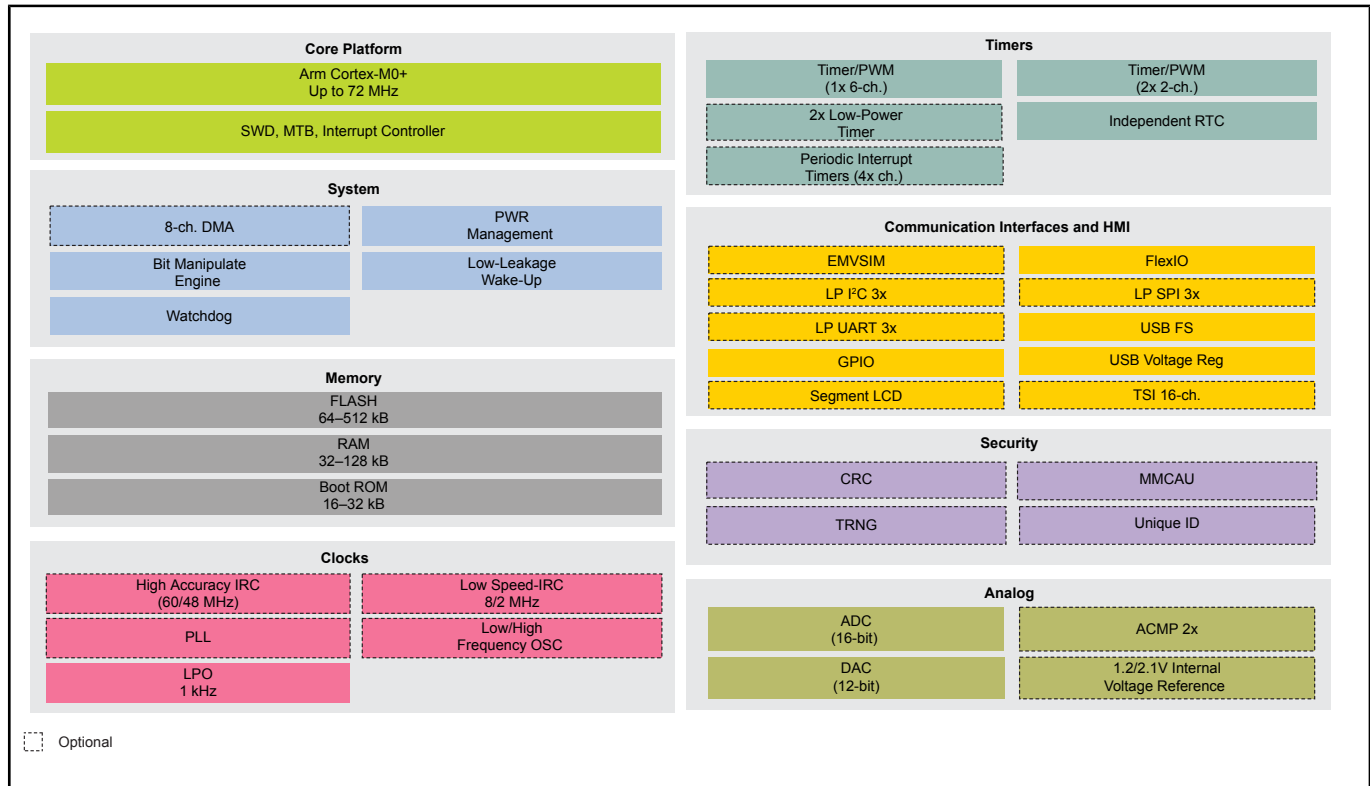 Core Platform
Arm Cortex-M0+
Up to 72 MHz
SWD, MTB, Interrupt Controller
System
8-ch. DMA
PWR
Management
Bit Manipulate
Engine
Low-Leakage
Wake-Up
Watchdog
Memory
FLASH
64–512 kB
RAM
32–128 kB
Boot ROM
16–32 kB
Clocks
High Accuracy IRC
(60/48 MHz)
Low Speed-IRC
8/2 MHz
PLL
Low/High
Frequency OSC
LPO
1 kHz
Timers
Timer/PWM
(1x 6-ch.)
Timer/PWM
(2x 2-ch.)
2x Low-Power
Timer
Independent RTC
Periodic Interrupt
Timers (4x ch.)
Communication Interfaces and HMI
EMVSIM
FlexIO
LP I²C 3x
LP SPI 3x
LP UART 3x
USB FS
GPIO
USB Voltage Reg
Segment LCD
TSI 16-ch.
Security
CRC
MMCAU
TRNG
Unique ID
Analog
ADC
(16-bit)
ACMP 2x
DAC
(12-bit)
1.2/2.1V Internal
Voltage Reference
Optional